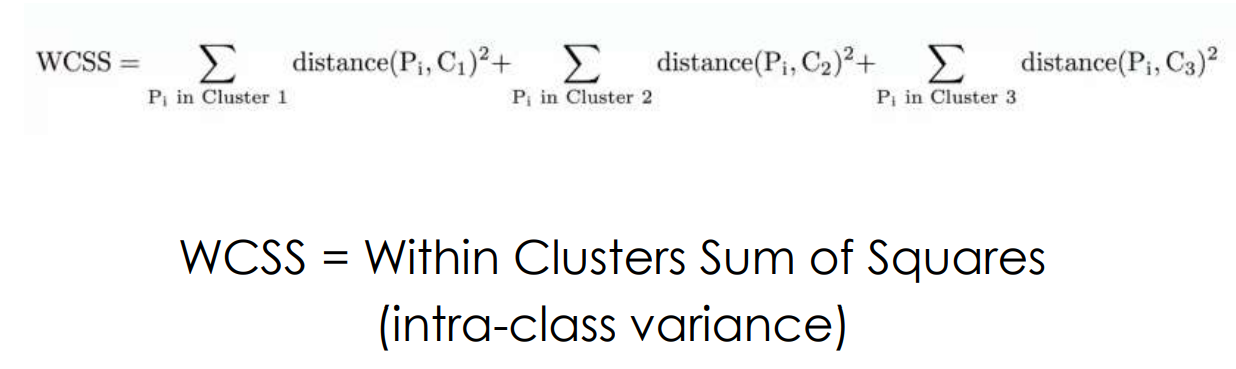 WCSS = ∑ distance(Pᵢ, C₁)²+ ∑ distance(Pᵢ, C₂)²+ ∑ distance(Pᵢ, C₃)²
Pᵢ in Cluster 1 Pᵢ in Cluster 2 Pᵢ in Cluster 3
WCSS = Within Clusters Sum of Squares
(intra-class variance)